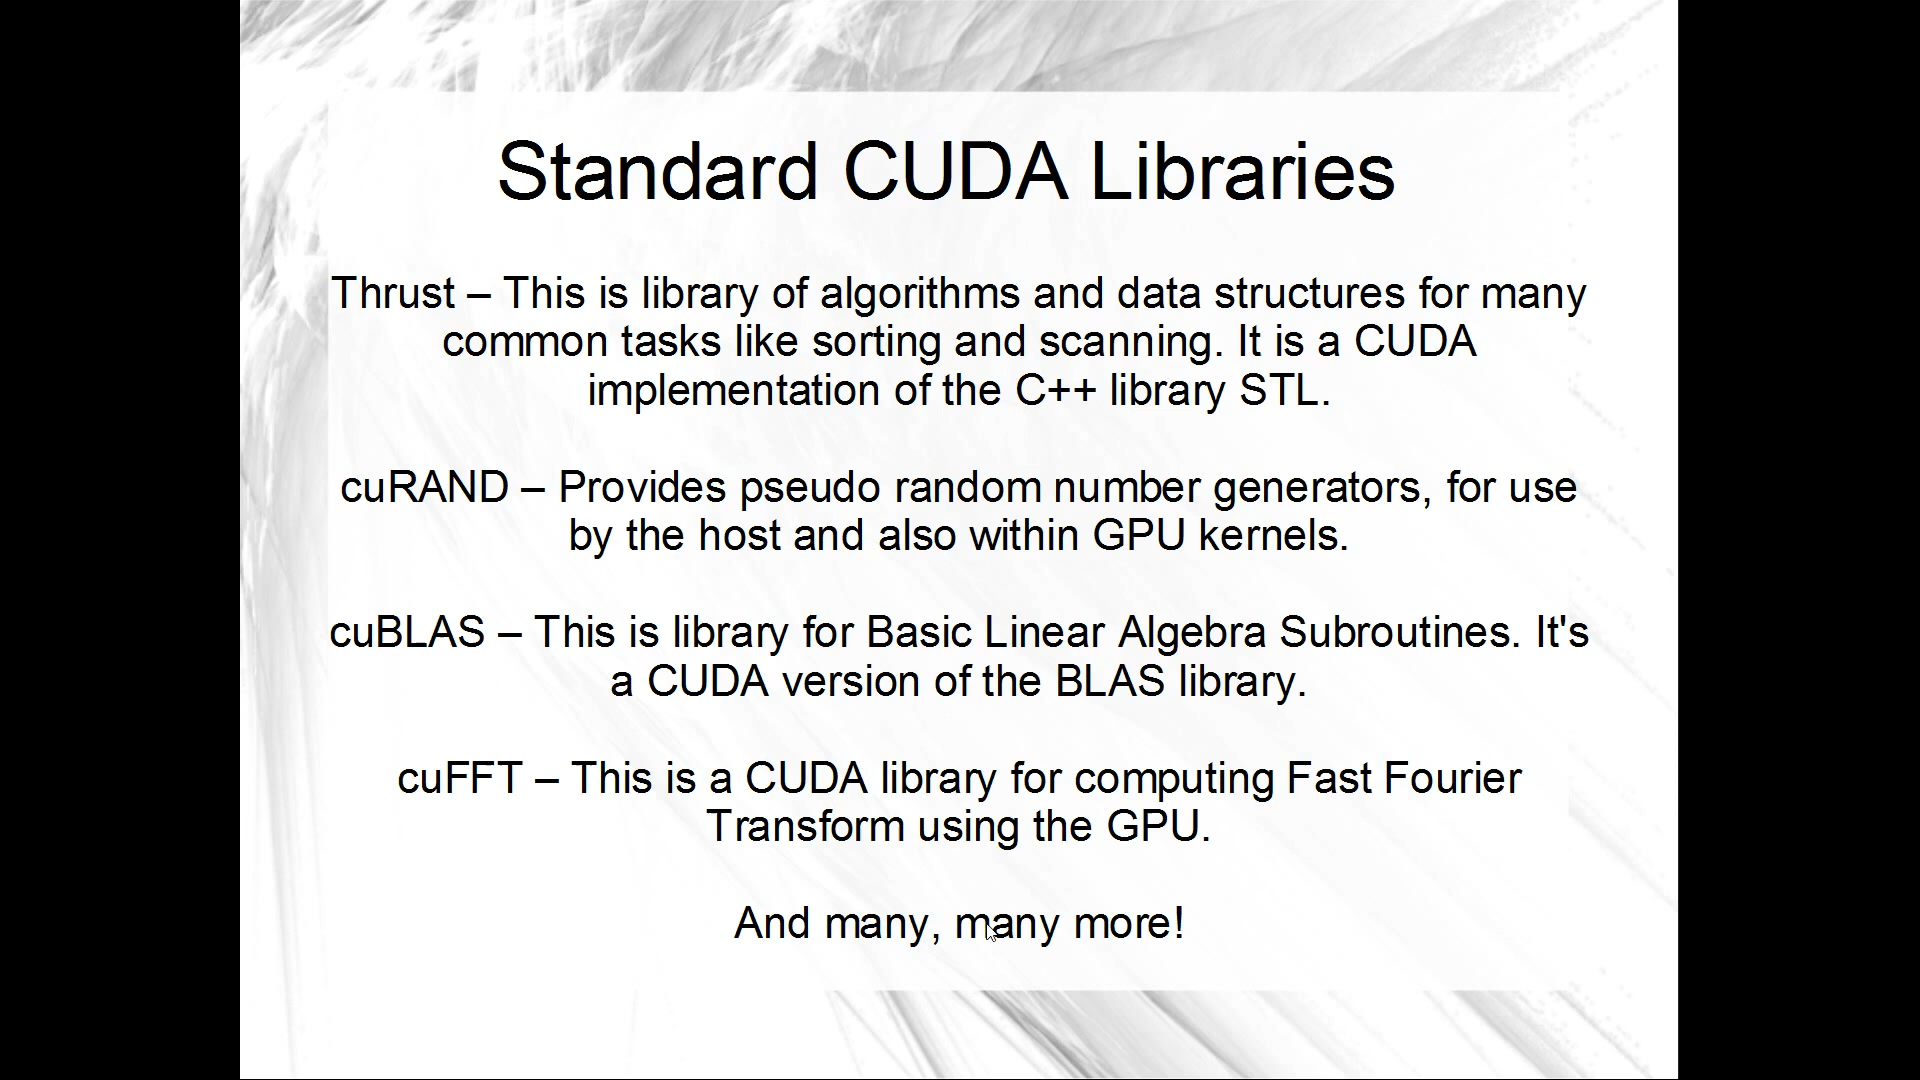 Standard CUDA Libraries
Thrust – This is library of algorithms and data structures for many
common tasks like sorting and scanning. It is a CUDA
implementation of the C++ library STL.
cuRAND – Provides pseudo random number generators, for use
by the host and also within GPU kernels.
cuBLAS – This is library for Basic Linear Algebra Subroutines. It's
a CUDA version of the BLAS library.
cuFFT – This is a CUDA library for computing Fast Fourier
Transform using the GPU.
And many, many more!